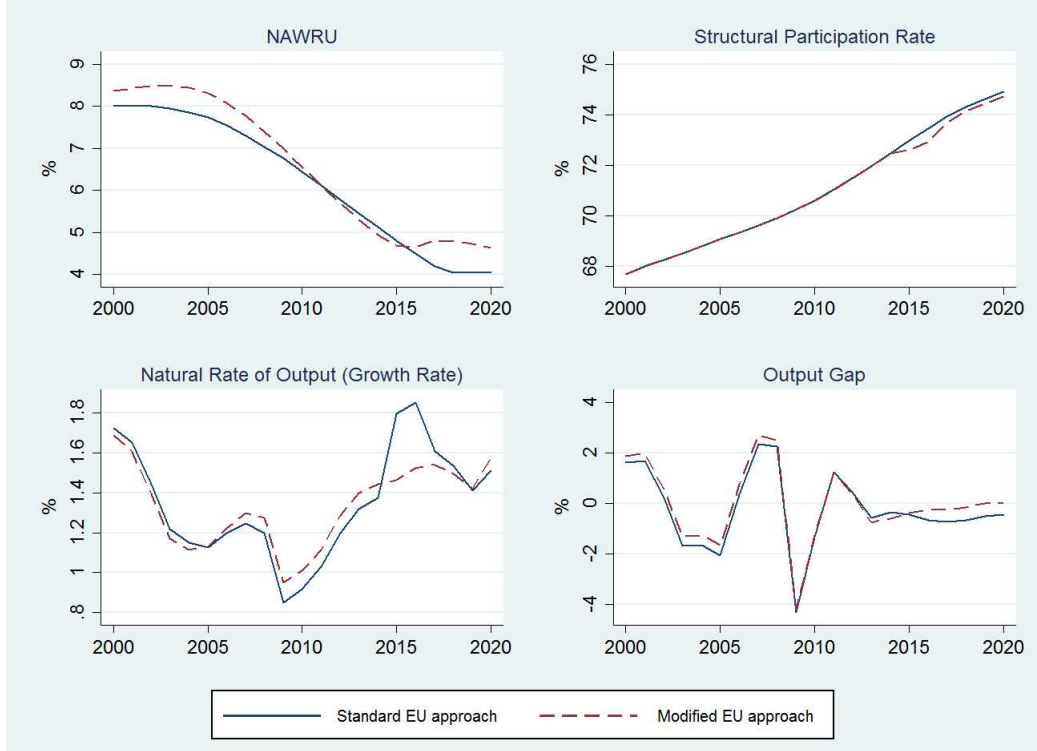 NAWRU
%
9
8
7
6
5
4
2000 2005 2010 2015 2020
Structural Participation Rate
%
76
74
72
70
68
2000 2005 2010 2015 2020
Natural Rate of Output (Growth Rate)
%
1.8
1.6
1.4
1.2
1
.8
2000 2005 2010 2015 2020
Output Gap
%
4
2
0
-2
-4
2000 2005 2010 2015 2020
Standard EU approach Modified EU approach